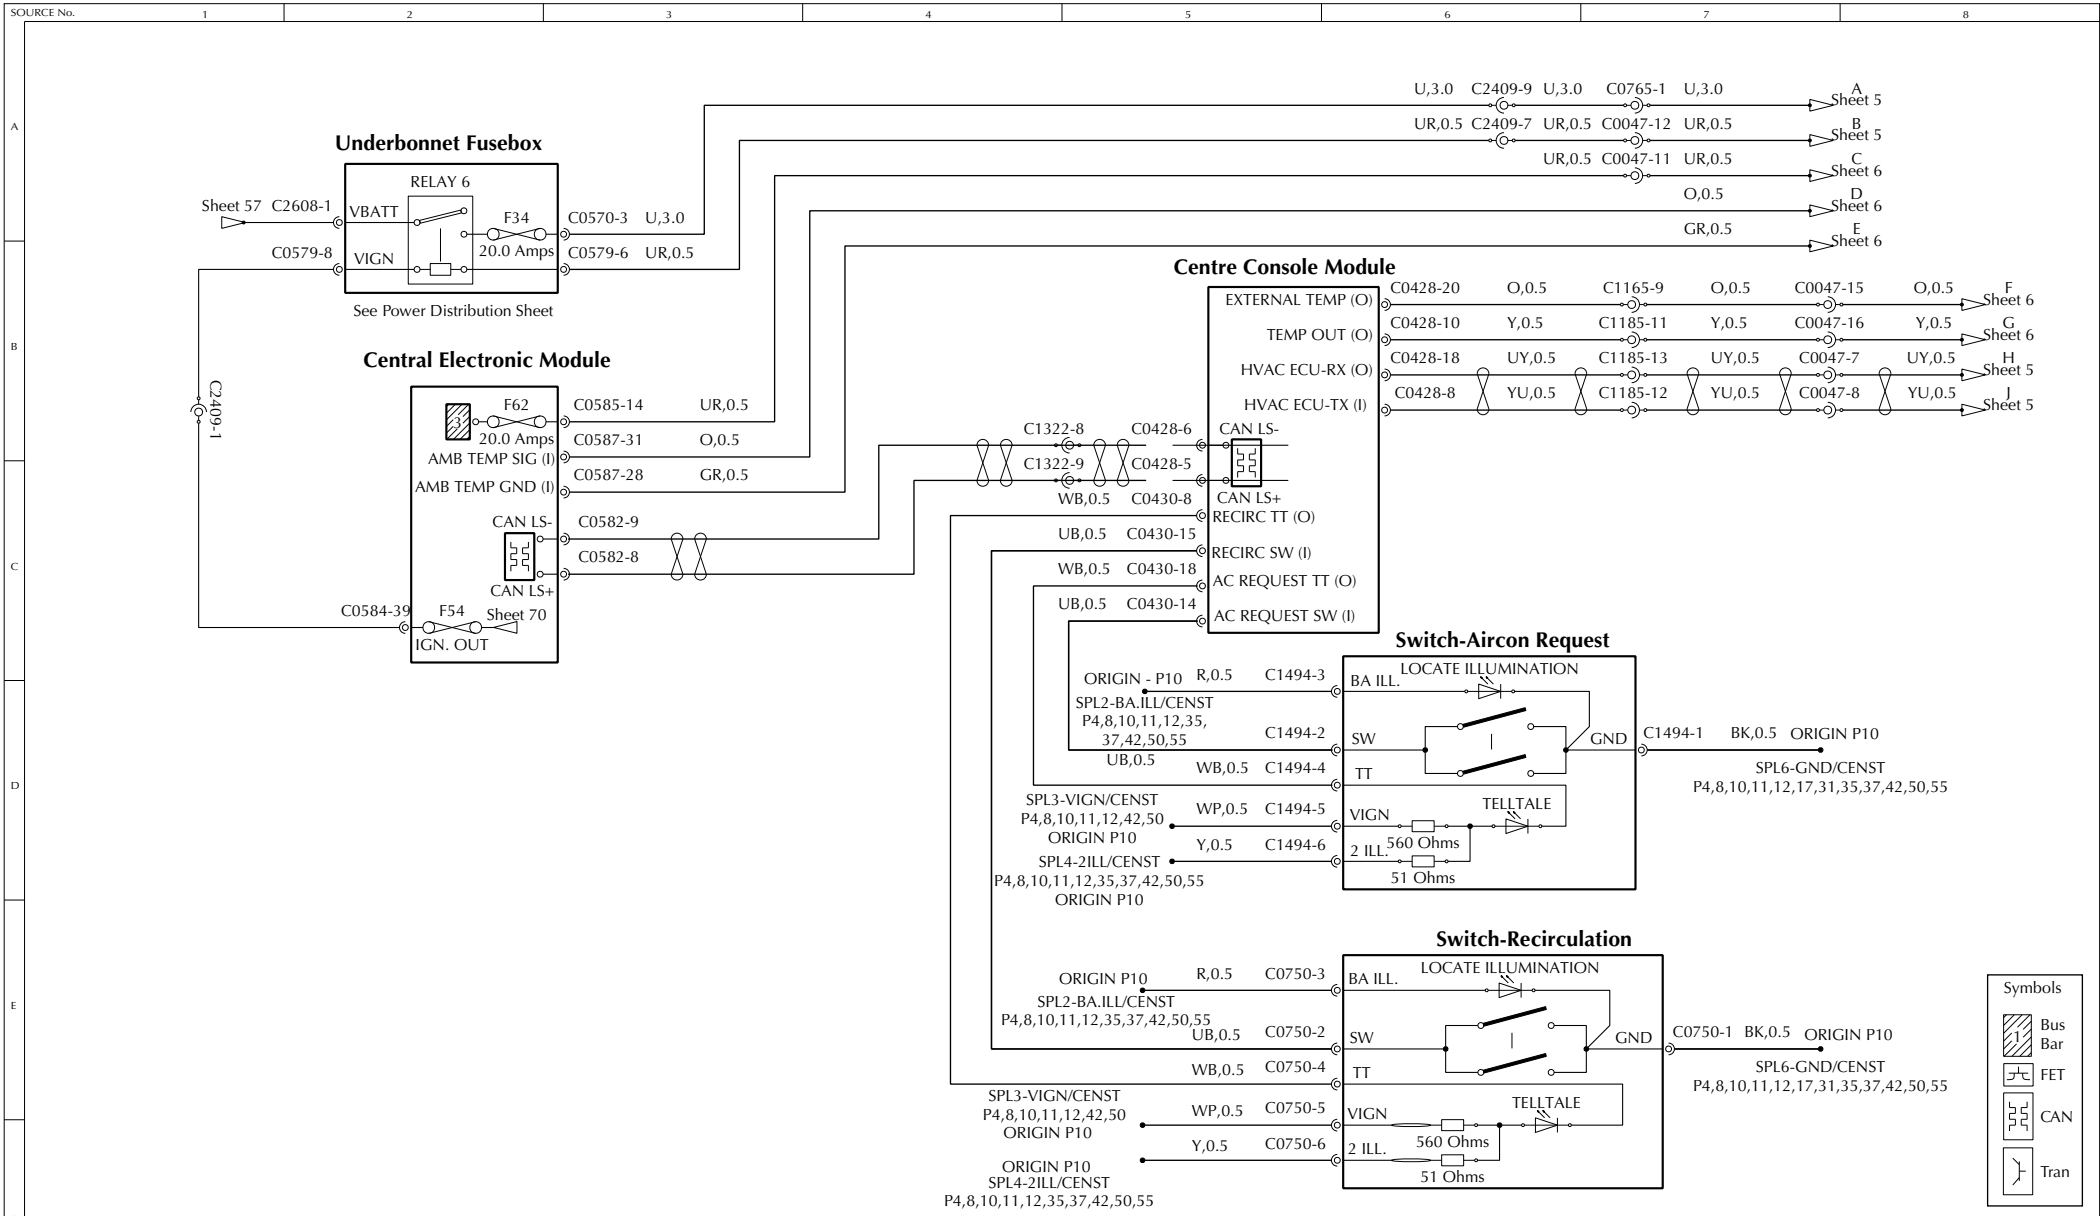 SOURCE No. 1 2 3 4 5 6 7 8
A
B
C
D
E
U,3.0 C2409-9 U,3.0 C0765-1 U,3.0 A
Sheet 5
UR,0.5 C2409-7 UR,0.5 C0047-12 UR,0.5 B
Sheet 5
UR,0.5 C0047-11 UR,0.5 C
Sheet 6
O,0.5 D
Sheet 6
GR,0.5 E
Sheet 6
Underbonnet Fusebox
RELAY 6
Sheet 57 C2608-1 VBATT F34 C0570-3 U,3.0
20.0 Amps
C0579-8 VIGN C0579-6 UR,0.5
See Power Distribution Sheet
C2409-1
Central Electronic Module
3 F62 C0585-14 UR,0.5
20.0 Amps
AMB TEMP SIG (I) C0587-31 O,0.5
AMB TEMP GND (I) C0587-28 GR,0.5
CAN LS- C0582-9
C0582-8
CAN LS+
C0584-39 F54 Sheet 70
IGN. OUT
Centre Console Module
EXTERNAL TEMP (O) C0428-20 O,0.5 C1165-9 O,0.5 C0047-15 O,0.5 F
Sheet 6
TEMP OUT (O) C0428-10 Y,0.5 C1185-11 Y,0.5 C0047-16 Y,0.5 G
Sheet 6
HVAC ECU-RX (O) C0428-18 UY,0.5 C1185-13 UY,0.5 C0047-7 UY,0.5 H
Sheet 5
HVAC ECU-TX (I) C0428-8 YU,0.5 C1185-12 YU,0.5 C0047-8 YU,0.5 J
Sheet 5
C1322-8 C0428-6 CAN LS-
C1322-9 C0428-5
CAN LS+
WB,0.5 C0430-8 RECIRC TT (O)
UB,0.5 C0430-15 RECIRC SW (I)
WB,0.5 C0430-18 AC REQUEST TT (O)
UB,0.5 C0430-14 AC REQUEST SW (I)
Switch-Aircon Request
LOCATE ILLUMINATION
ORIGIN - P10 R,0.5 C1494-3 BA ILL.
SPL2-BA.ILL/CENST
P4,8,10,11,12,35,
37,42,50,55
UB,0.5 C1494-2 SW
GND C1494-1 BK,0.5 ORIGIN P10
SPL6-GND/CENST
P4,8,10,11,12,17,31,35,37,42,50,55
WB,0.5 C1494-4 TT
SPL3-VIGN/CENST
P4,8,10,11,12,42,50
ORIGIN P10
WP,0.5 C1494-5 VIGN
560 Ohms
TELLTALE
Y,0.5 C1494-6 2 ILL.
51 Ohms
SPL4-2ILL/CENST
P4,8,10,11,12,35,37,42,50,55
ORIGIN P10
Switch-Recirculation
LOCATE ILLUMINATION
ORIGIN P10 R,0.5 C0750-3 BA ILL.
SPL2-BA.ILL/CENST
P4,8,10,11,12,35,37,42,50,55
UB,0.5 C0750-2 SW
GND C0750-1 BK,0.5 ORIGIN P10
SPL6-GND/CENST
P4,8,10,11,12,17,31,35,37,42,50,55
WB,0.5 C0750-4 TT
SPL3-VIGN/CENST
P4,8,10,11,12,42,50
ORIGIN P10
WP,0.5 C0750-5 VIGN
560 Ohms
TELLTALE
Y,0.5 C0750-6 2 ILL.
51 Ohms
ORIGIN P10
SPL4-2ILL/CENST
P4,8,10,11,12,35,37,42,50,55
Symbols
1 Bus
Bar
FET
CAN
Tran